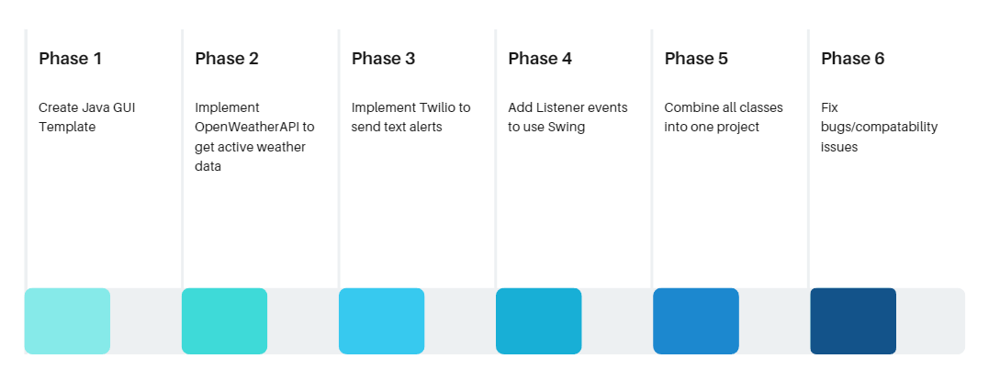 Phase 1
Create Java GUI
Template
Phase 2
Implement
OpenWeatherAPI to
get active weather
data
Phase 3
Implement Twilio to
send text alerts
Phase 4
Add Listener events
to use Swing
Phase 5
Combine all classes
into one project
Phase 6
Fix
bugs/compatability
issues